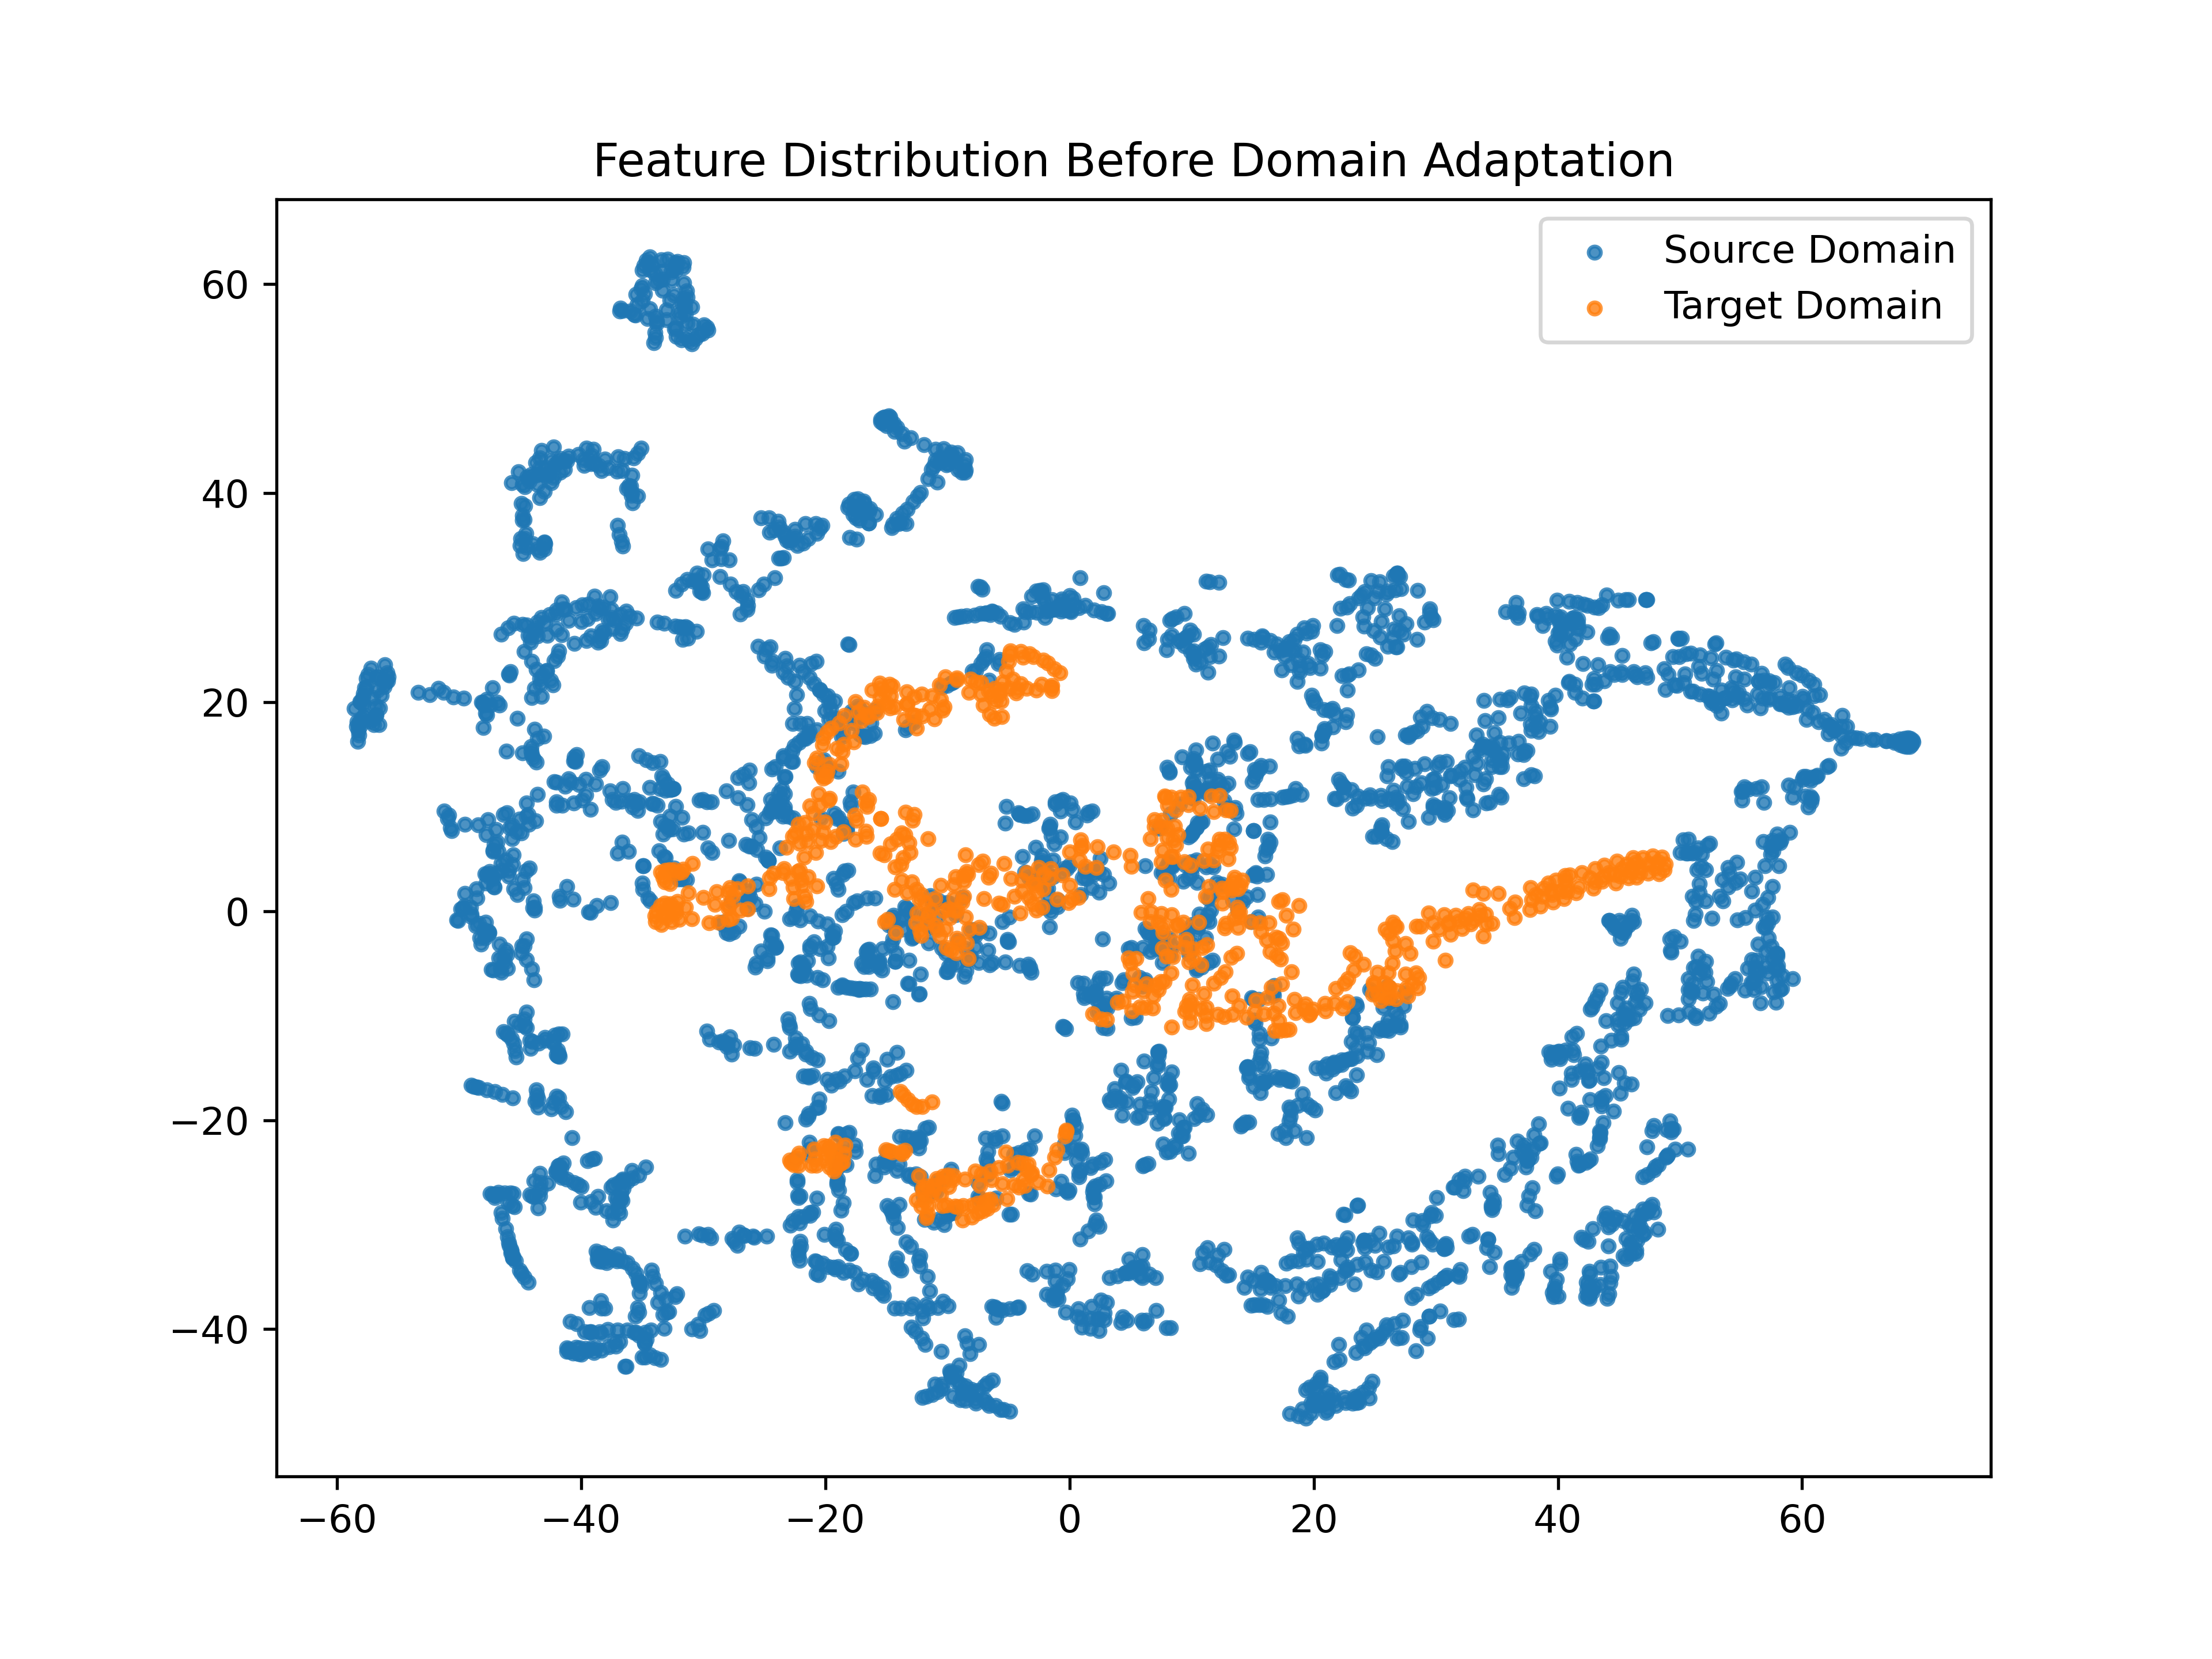 Feature Distribution Before Domain Adaptation
Source Domain
Target Domain
60
40
20
0
−20
−40
−60 −40 −20 0 20 40 60